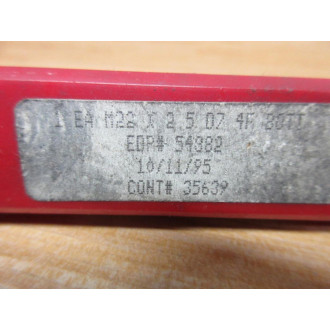 1 EA M22 X 2 5 D7 4F BOTT
EDP# 54382
10/11/95
CONT# 35639